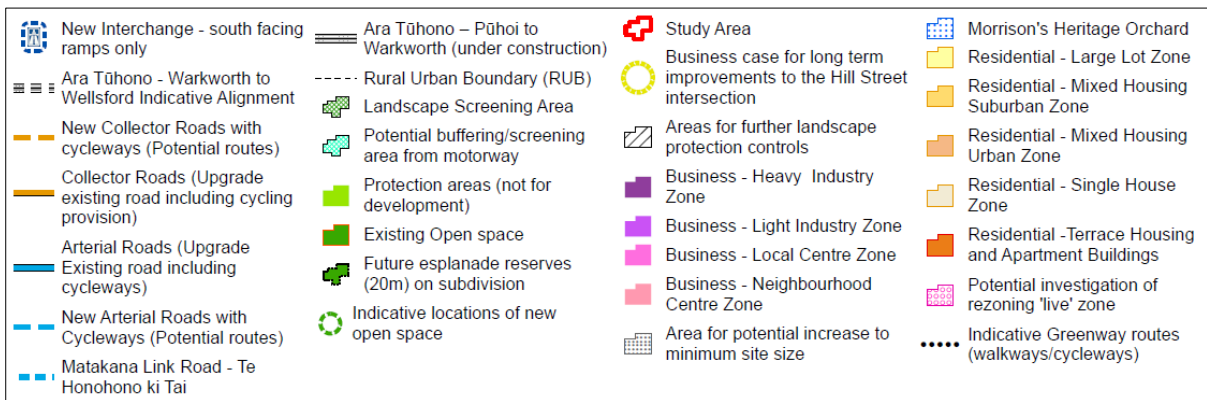 New Interchange - south facing
ramps only
Ara Tūhono - Warkworth to
Wellsford Indicative Alignment
New Collector Roads with
cycleways (Potential routes)
Collector Roads (Upgrade
existing road including cycling
provision)
Arterial Roads (Upgrade
Existing road including
cycleways)
New Arterial Roads with
Cycleways (Potential routes)
Matakana Link Road - Te
Honohono ki Tai
Ara Tūhono – Pūhoi to
Warkworth (under construction)
Rural Urban Boundary (RUB)
Landscape Screening Area
Potential buffering/screening
area from motorway
Protection areas (not for
development)
Existing Open space
Future esplanade reserves
(20m) on subdivision
Indicative locations of new
open space
Study Area
Business case for long term
improvements to the Hill Street
intersection
Areas for further landscape
protection controls
Business - Heavy Industry
Zone
Business - Light Industry Zone
Business - Local Centre Zone
Business - Neighbourhood
Centre Zone
Area for potential increase to
minimum site size
Morrison's Heritage Orchard
Residential - Large Lot Zone
Residential - Mixed Housing
Suburban Zone
Residential - Mixed Housing
Urban Zone
Residential - Single House
Zone
Residential -Terrace Housing
and Apartment Buildings
Potential investigation of
rezoning 'live' zone
Indicative Greenway routes
(walkways/cycleways)